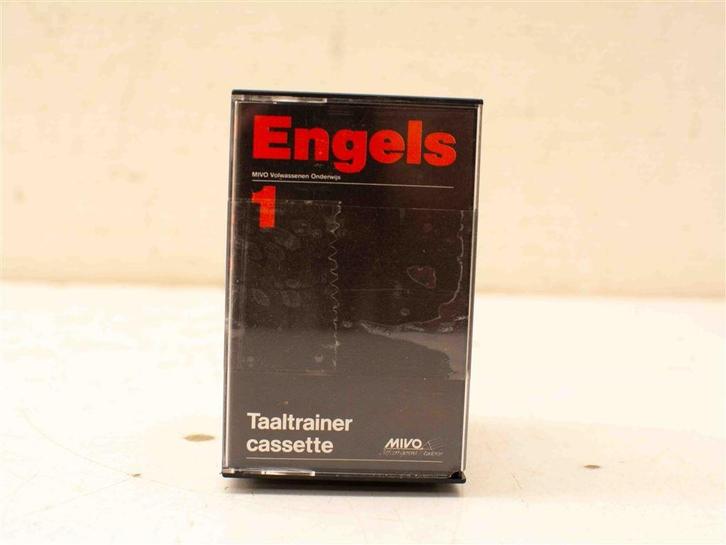 Engels
MIVO Volwassenen Onderwijs
1
Taaltrainer
cassette
MIVO